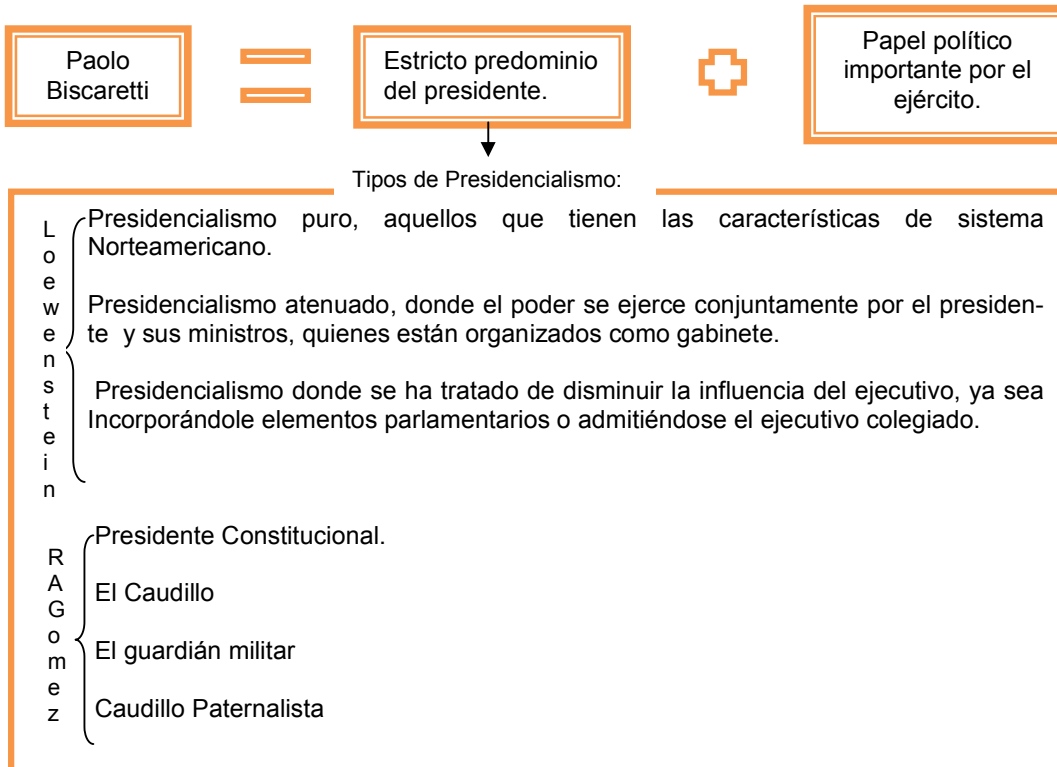 Paolo
Biscaretti
Estricto predominio
del presidente.
Papel político
importante por el
ejército.
Tipos de Presidencialismo:
Loewenstein
Presidencialismo puro, aquellos que tienen las características de sistema
Norteamericano.
Presidencialismo atenuado, donde el poder se ejerce conjuntamente por el presiden-
te y sus ministros, quienes están organizados como gabinete.
Presidencialismo donde se ha tratado de disminuir la influencia del ejecutivo, ya sea
Incorporándole elementos parlamentarios o admitiéndose el ejecutivo colegiado.
RAGomez
Presidente Constitucional.
El Caudillo
El guardián militar
Caudillo Paternalista